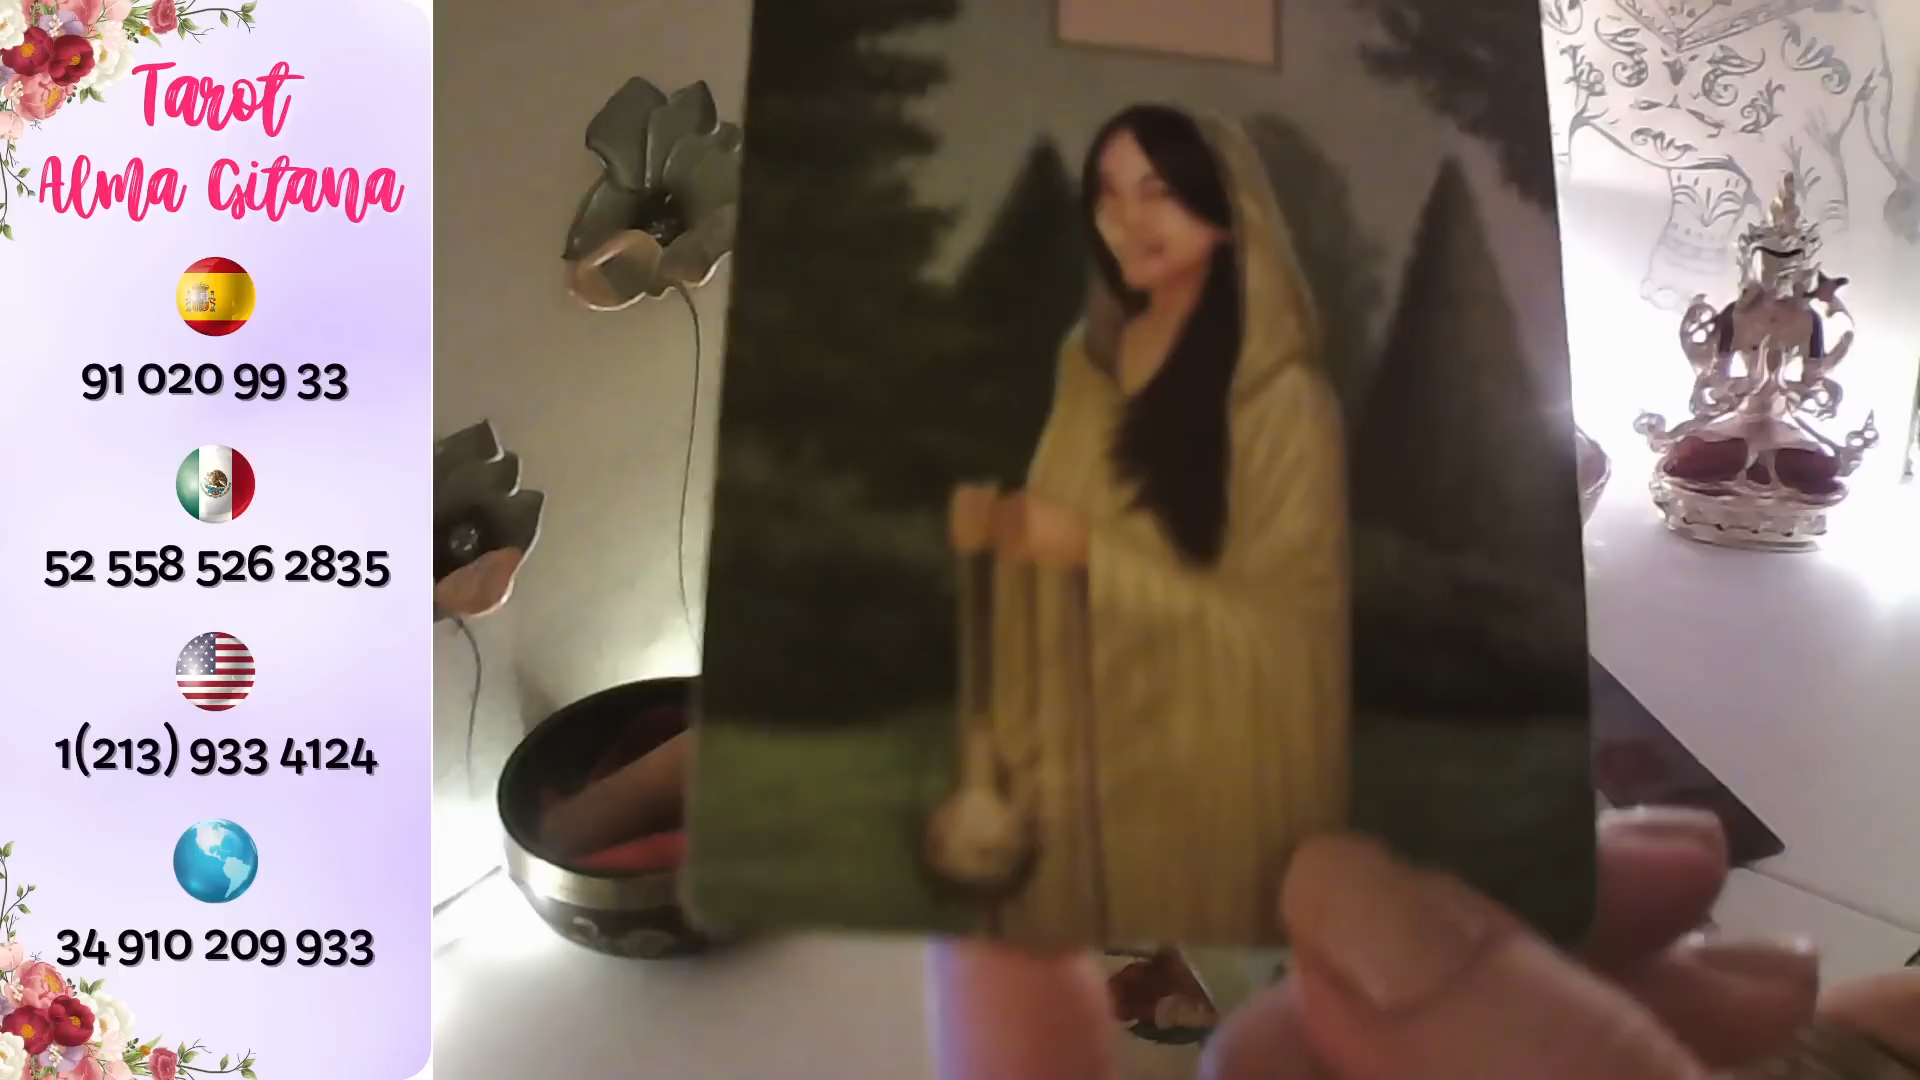 Tarot
Alma Gitana
91 020 99 33
52 558 526 2835
1(213) 933 4124
34 910 209 933